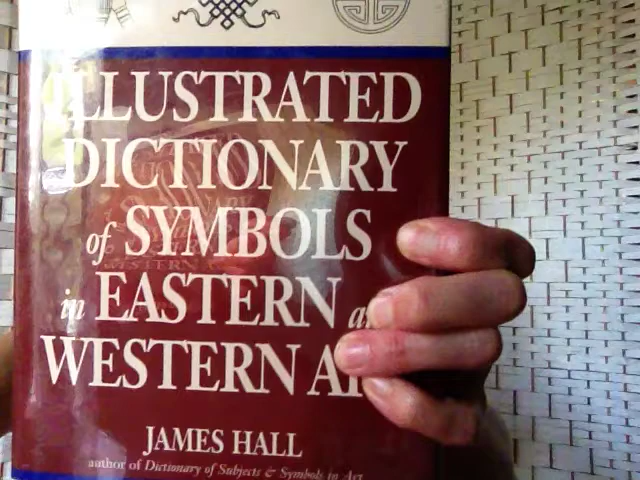 ILLUSTRATED
DICTIONARY
of SYMBOLS
in EASTERN
WESTERN
JAMES HALL
author of Dictionary of Subjects & Symbols in Art